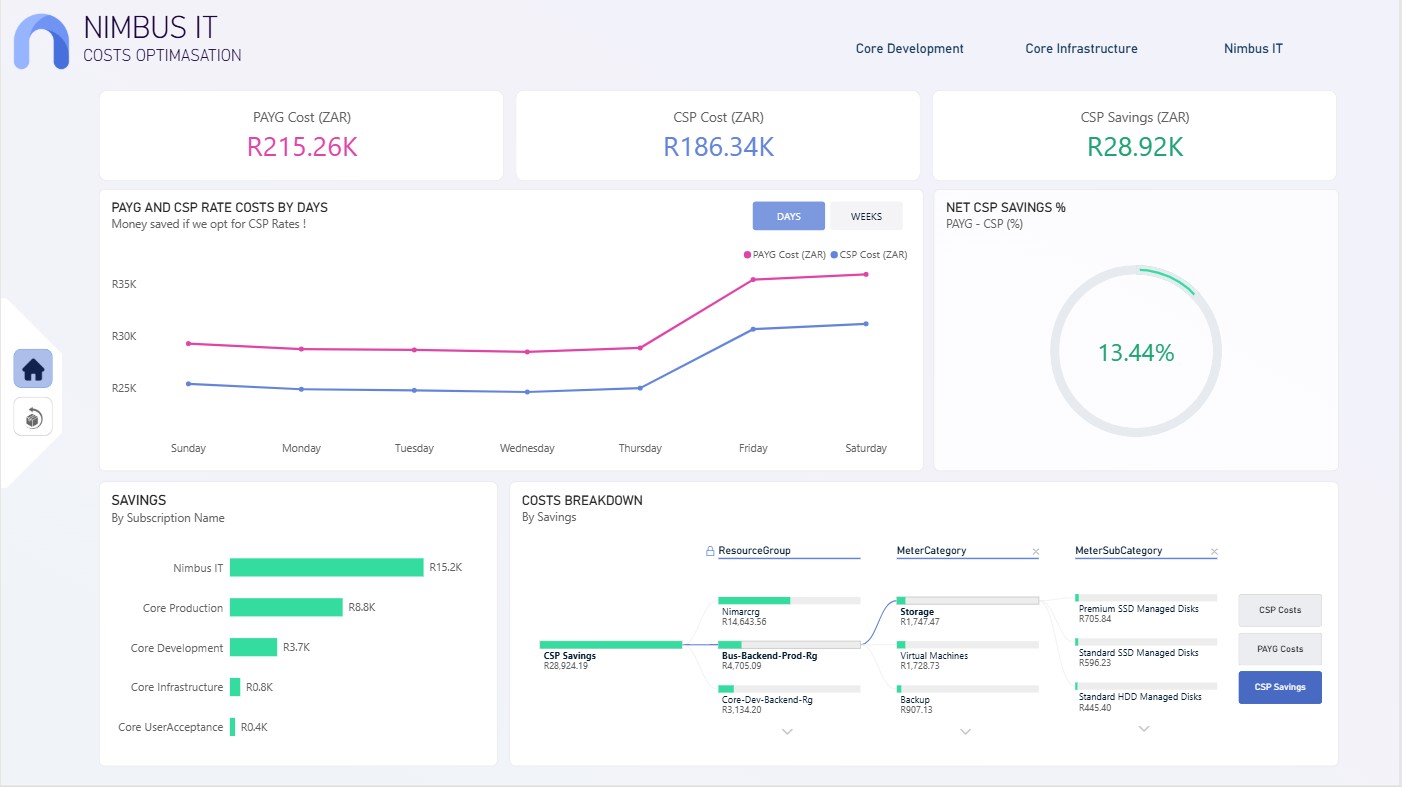 NIMBUS IT
COSTS OPTIMASATION
Core Development
Core Infrastructure
Nimbus IT
PAYG Cost (ZAR)
R215.26K
CSP Cost (ZAR)
R186.34K
CSP Savings (ZAR)
R28.92K
PAYG AND CSP RATE COSTS BY DAYS
Money saved if we opt for CSP Rates !
DAYS
WEEKS
PAYG Cost (ZAR)
CSP Cost (ZAR)
R35K
R30K
R25K
Sunday
Monday
Tuesday
Wednesday
Thursday
Friday
Saturday
NET CSP SAVINGS %
PAYG - CSP (%)
13.44%
SAVINGS
By Subscription Name
Nimbus IT
R15.2K
Core Production
R8.8K
Core Development
R3.7K
Core Infrastructure
R0.8K
Core UserAcceptance
R0.4K
COSTS BREAKDOWN
By Savings
ResourceGroup
MeterCategory
MeterSubCategory
CSP Savings
R28,924.19
Nimarcrg
R14,643.56
Bus-Backend-Prod-Rg
R4,705.09
Core-Dev-Backend-Rg
R3,134.20
Storage
R1,747.47
Virtual Machines
R1,728.73
Backup
R907.13
Premium SSD Managed Disks
R705.84
Standard SSD Managed Disks
R596.23
Standard HDD Managed Disks
R445.40
CSP Costs
PAYG Costs
CSP Savings